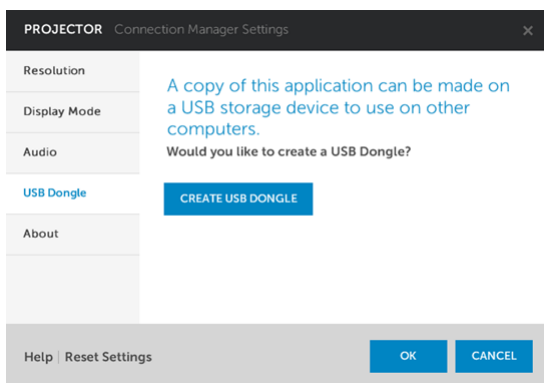 PROJECTOR Connection Manager Settings ×
Resolution
Display Mode
Audio
USB Dongle
About
A copy of this application can be made on
a USB storage device to use on other
computers.
Would you like to create a USB Dongle?
CREATE USB DONGLE
Help | Reset Settings
OK
CANCEL